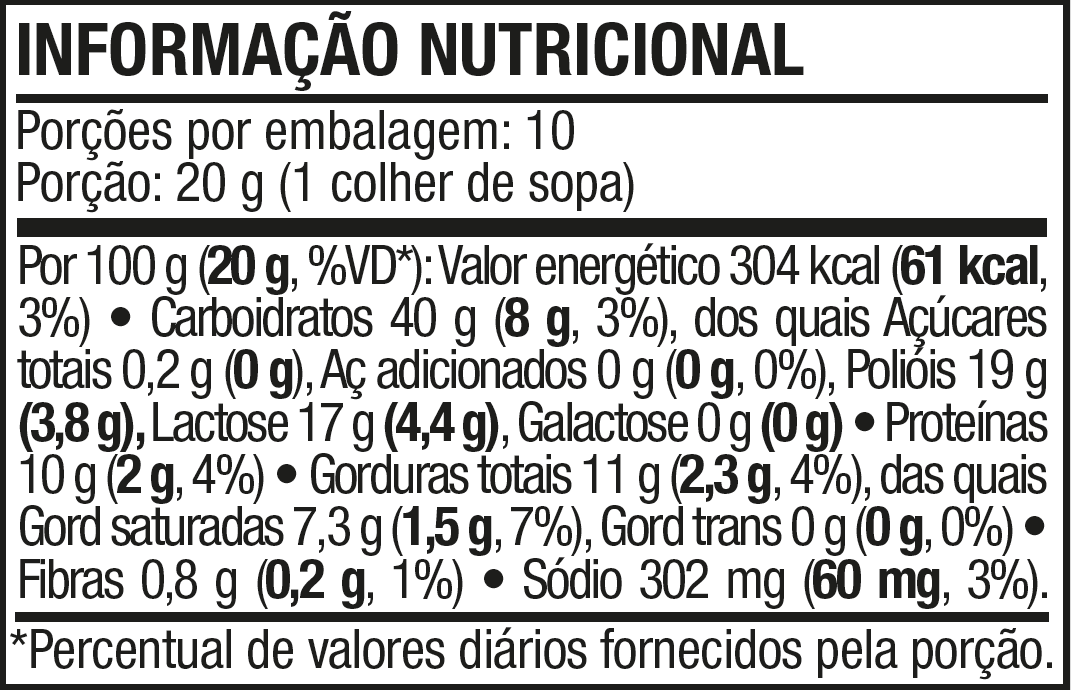 INFORMAÇÃO NUTRICIONAL
Porções por embalagem: 10
Porção: 20 g (1 colher de sopa)
Por 100 g (20 g, %VD*): Valor energético 304 kcal (61 kcal,
3%) • Carboidratos 40 g (8 g, 3%), dos quais Açúcares
totais 0,2 g (0 g), Aç adicionados 0 g (0 g, 0%), Polióis 19 g
(3,8 g), Lactose 17 g (4,4 g), Galactose 0 g (0 g) • Proteínas
10 g (2 g, 4%) • Gorduras totais 11 g (2,3 g, 4%), das quais
Gord saturadas 7,3 g (1,5 g, 7%), Gord trans 0 g (0 g, 0%) •
Fibras 0,8 g (0,2 g, 1%) • Sódio 302 mg (60 mg, 3%).
*Percentual de valores diários fornecidos pela porção.